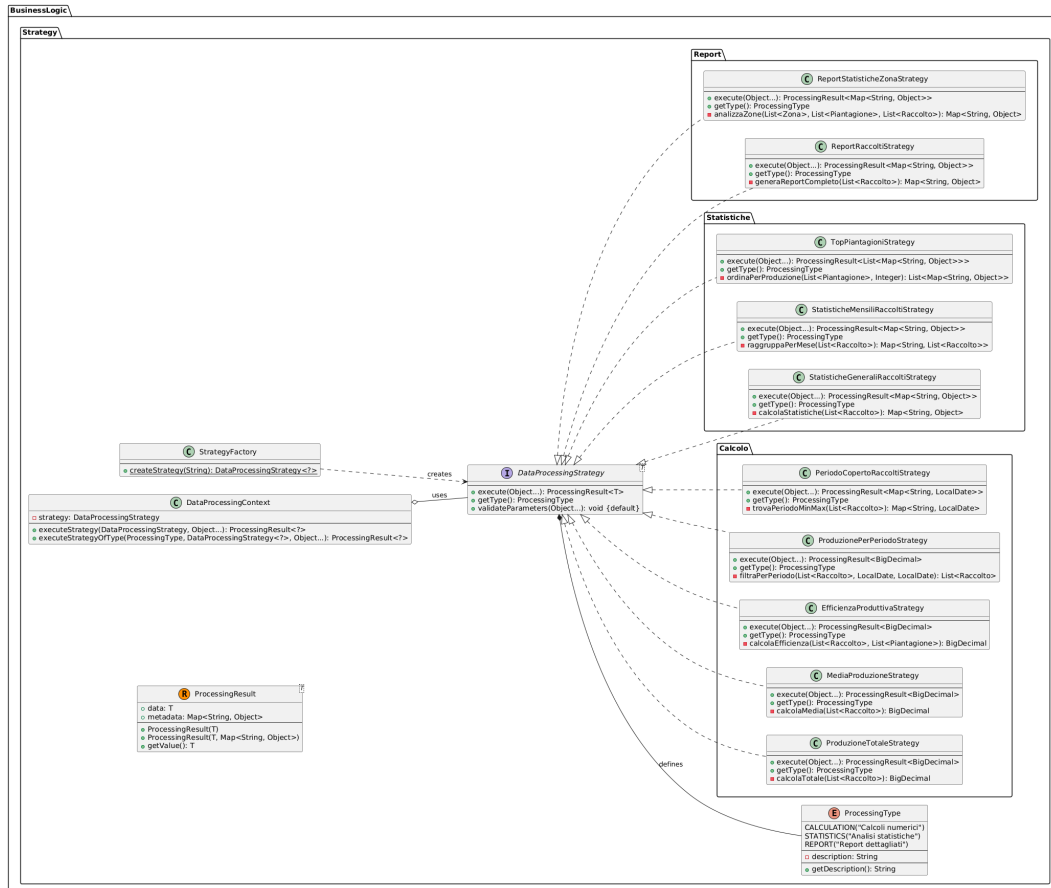 BusinessLogic
Strategy
Report
C ReportStatisticheZonaStrategy
execute(Object...): ProcessingResult<Map<String, Object>>
getType(): ProcessingType
analizzaZone(List<Zona>, List<Piantagione>, List<Raccolto>): Map<String, Object>
C ReportRaccoltiStrategy
execute(Object...): ProcessingResult<Map<String, Object>>
getType(): ProcessingType
generaReportCompleto(List<Raccolto>): Map<String, Object>
Statistiche
C TopPiantagioniStrategy
execute(Object...): ProcessingResult<List<Map<String, Object>>>
getType(): ProcessingType
ordinaPerProduzione(List<Piantagione>, Integer): List<Map<String, Object>>
C StatisticheMensiliRaccoltiStrategy
execute(Object...): ProcessingResult<Map<String, Object>>
getType(): ProcessingType
raggruppaPerMese(List<Raccolto>): Map<String, List<Raccolto>>
C StatisticheGeneraliRaccoltiStrategy
execute(Object...): ProcessingResult<Map<String, Object>>
getType(): ProcessingType
calcolaStatistiche(List<Raccolto>): Map<String, Object>
C StrategyFactory
createStrategy(String): DataProcessingStrategy<?>
creates
C DataProcessingContext
strategy: DataProcessingStrategy
executeStrategy(DataProcessingStrategy, Object...): ProcessingResult<?>
executeStrategyOfType(ProcessingType, DataProcessingStrategy<?>, Object...): ProcessingResult<?>
uses
I DataProcessingStrategy
execute(Object...): ProcessingResult<T>
getType(): ProcessingType
validateParameters(Object...): void {default}
Calcolo
C PeriodoCopertoRaccoltiStrategy
execute(Object...): ProcessingResult<Map<String, LocalDate>>
getType(): ProcessingType
trovaPeriodoMinMax(List<Raccolto>): Map<String, LocalDate>
C ProduzionePerPeriodoStrategy
execute(Object...): ProcessingResult<BigDecimal>
getType(): ProcessingType
filtraPerPeriodo(List<Raccolto>, LocalDate, LocalDate): List<Raccolto>
C EfficienzaProduttivaStrategy
execute(Object...): ProcessingResult<BigDecimal>
getType(): ProcessingType
calcolaEfficienza(List<Raccolto>, List<Piantagione>): BigDecimal
C MediaProduzioneStrategy
execute(Object...): ProcessingResult<BigDecimal>
getType(): ProcessingType
calcolaMedia(List<Raccolto>): BigDecimal
C ProduzioneTotaleStrategy
execute(Object...): ProcessingResult<BigDecimal>
getType(): ProcessingType
calcolaTotale(List<Raccolto>): BigDecimal
R ProcessingResult
data: T
metadata: Map<String, Object>
ProcessingResult(T)
ProcessingResult(T, Map<String, Object>)
getValue(): T
defines
E ProcessingType
CALCULATION("Calcoli numerici")
STATISTICS("Analisi statistiche")
REPORT("Report dettagliati")
description: String
getDescription(): String